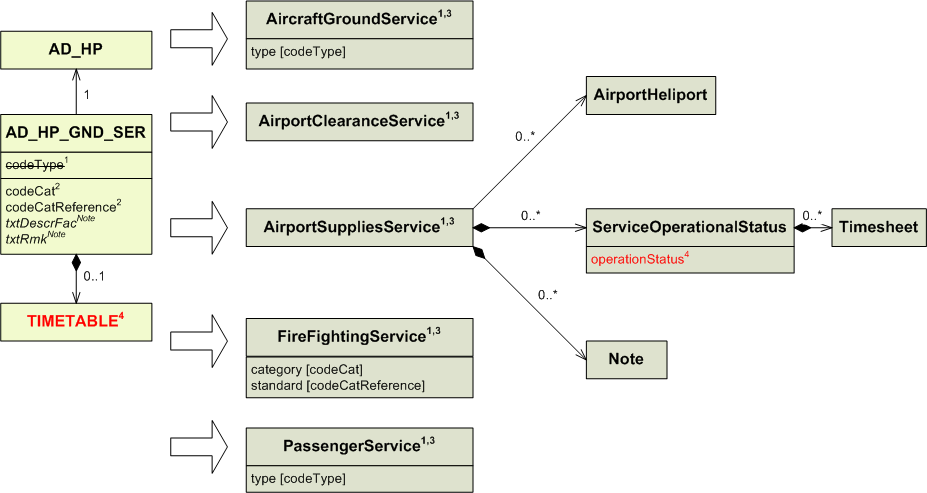 AD_HP
1
AD_HP_GND_SER
codeType1
codeCat2
codeCatReference2
txtDescrFacNote
txtRmkNote
0..1
TIMETABLE4
AircraftGroundService1,3
type [codeType]
AirportClearanceService1,3
AirportSuppliesService1,3
FireFightingService1,3
category [codeCat]
standard [codeCatReference]
PassengerService1,3
type [codeType]
0..*
AirportHeliport
0..*
ServiceOperationalStatus
operationStatus4
0..*
Timesheet
0..*
Note